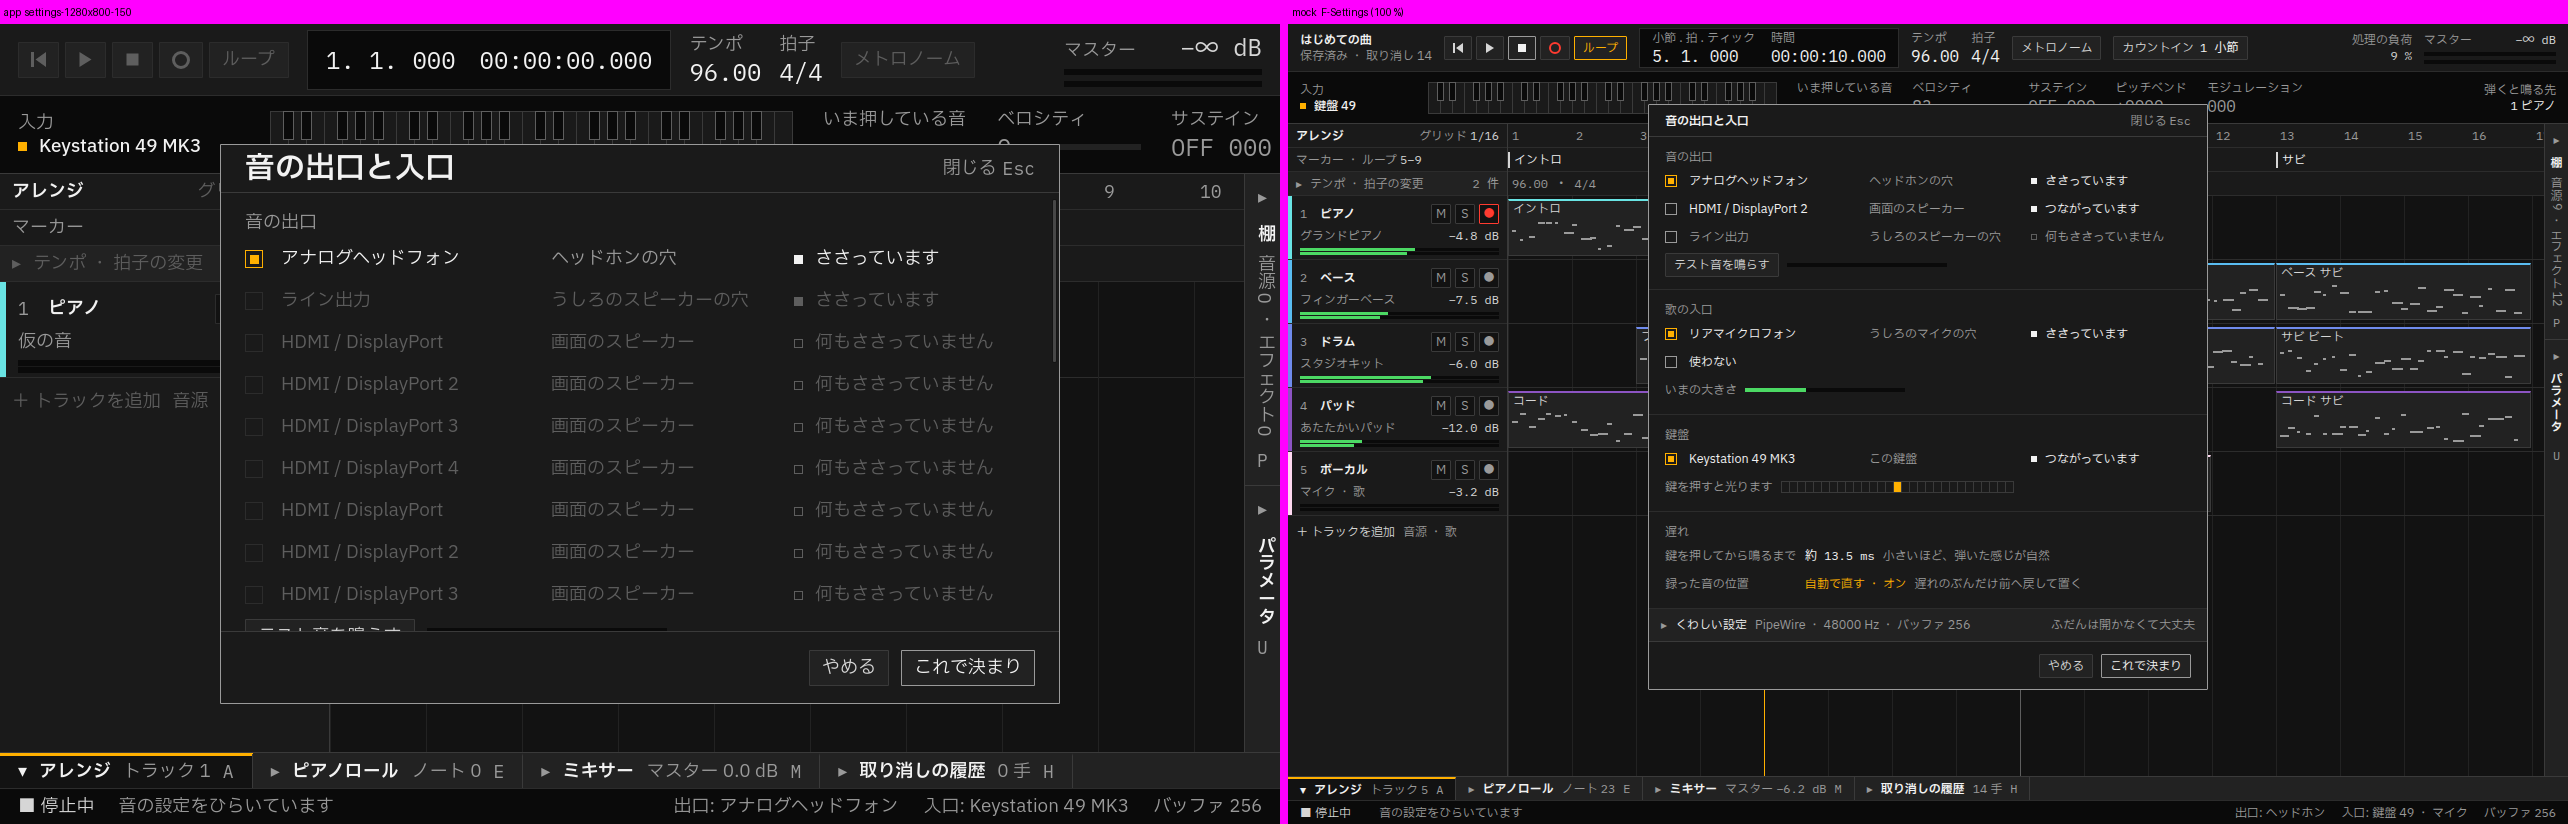 app settings-1280x800-150
ループ
1. 1. 000 00:00:00.000
テンポ
96.00
拍子
4/4
メトロノーム
マスター -∞ dB
入力
Keystation 49 MK3
いま押している音
ベロシティ
サステイン
OFF 000
アレンジ
マーカー
▸ テンポ ・ 拍子の変更
1 ピアノ
仮の音
＋ トラックを追加 音源
9 10
音の出口と入口 閉じる Esc
音の出口
アナログヘッドフォン ヘッドホンの穴 ささっています
ライン出力 うしろのスピーカーの穴 ささっています
HDMI / DisplayPort 画面のスピーカー 何もささっていません
HDMI / DisplayPort 2 画面のスピーカー 何もささっていません
HDMI / DisplayPort 3 画面のスピーカー 何もささっていません
HDMI / DisplayPort 4 画面のスピーカー 何もささっていません
HDMI / DisplayPort 画面のスピーカー 何もささっていません
HDMI / DisplayPort 2 画面のスピーカー 何もささっていません
HDMI / DisplayPort 3 画面のスピーカー 何もささっていません
テスト音を鳴らす
やめる これで決まり
▸ 棚 音源 0 ・ エフェクト 0 P
▸ パラメータ U
▾ アレンジ トラック 1 A ▸ ピアノロール ノート 0 E ▸ ミキサー マスター 0.0 dB M ▸ 取り消しの履歴 0 手 H
■ 停止中 音の設定をひらいています 出口: アナログヘッドフォン 入口: Keystation 49 MK3 バッファ 256
mock F-Settings (100%)
はじめての曲
保存済み ・ 取り消し 14
ループ
小節 . 拍 . ティック 時間
5. 1. 000 00:00:10.000
テンポ
96.00
拍子
4/4
メトロノーム
カウントイン 1 小節
処理の負荷
9 %
マスター -∞ dB
入力
鍵盤 49
いま押している音
ベロシティ
サステイン
ピッチベンド
モジュレーション
000
弾くと鳴る先
1 ピアノ
アレンジ グリッド 1/16
マーカー ・ ループ 5–9
▸ テンポ ・ 拍子の変更 2 件
1 2 3 12 13 14 15 16
イントロ サビ
96.00 ・ 4/4
1 ピアノ M S
グランドピアノ -4.8 dB
イントロ
2 ベース M S
フィンガーベース -7.5 dB
ベース サビ
3 ドラム M S
スタジオキット -6.0 dB
サビ ビート
4 パッド M S
あたたかいパッド -12.0 dB
コード
コード サビ
5 ボーカル M S
マイク ・ 歌 -3.2 dB
＋ トラックを追加 音源 ・ 歌
音の出口と入口 閉じる Esc
音の出口
アナログヘッドフォン ヘッドホンの穴 ささっています
HDMI / DisplayPort 2 画面のスピーカー つながっています
ライン出力 うしろのスピーカーの穴 何もささっていません
テスト音を鳴らす
歌の入口
リアマイクロフォン うしろのマイクの穴 ささっています
使わない
いまの大きさ
鍵盤
Keystation 49 MK3 この鍵盤 つながっています
鍵を押すと光ります
遅れ
鍵を押してから鳴るまで 約 13.5 ms 小さいほど、弾いた感じが自然
録った音の位置 自動で直す ・ オン 遅れのぶんだけ前へ戻して置く
▸ くわしい設定 PipeWire ・ 48000 Hz ・ バッファ 256 ふだんは開かなくて大丈夫
やめる これで決まり
▸ 棚 音源 9 ・ エフェクト 12 P
▸ パラメータ U
▾ アレンジ トラック 5 A ▸ ピアノロール ノート 23 E ▸ ミキサー マスター -6.2 dB M ▸ 取り消しの履歴 14 手 H
■ 停止中 音の設定をひらいています 出口: ヘッドホン 入口: 鍵盤 49 ・ マイク バッファ 256